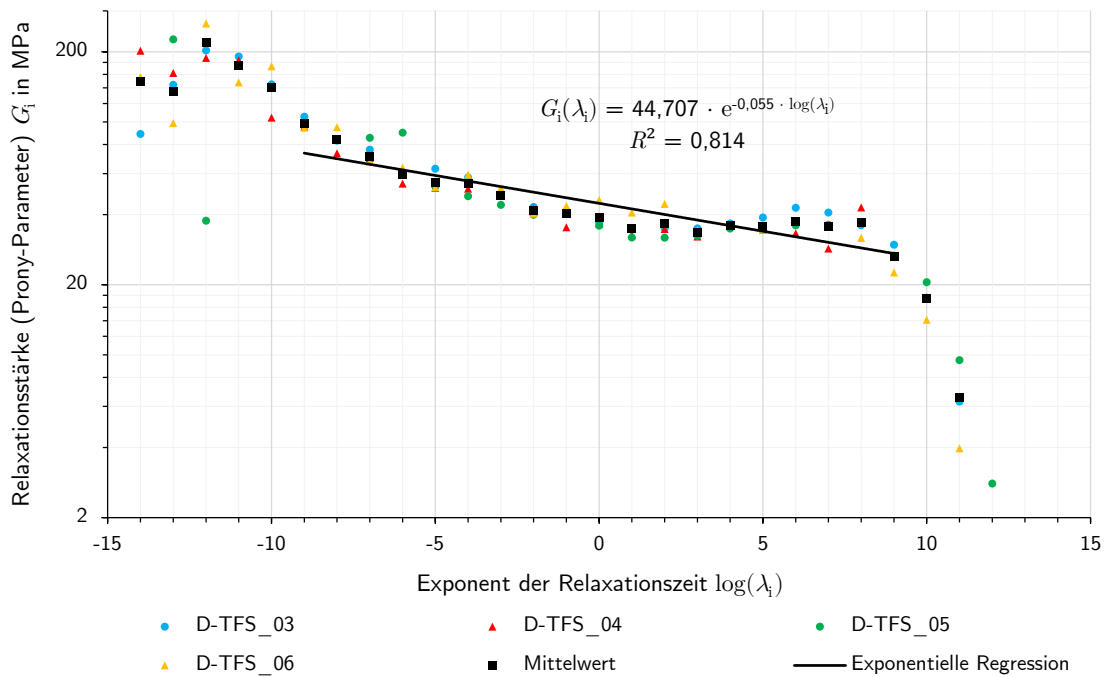 Relaxationsstärke (Prony-Parameter) Gᵢ in MPa
200
20
2
Gᵢ(λᵢ) = 44,707 · e^-0,055 · log(λᵢ)
R² = 0,814
-15 -10 -5 0 5 10 15
Exponent der Relaxationszeit log(λᵢ)
D-TFS_03 D-TFS_04 D-TFS_05
D-TFS_06 Mittelwert Exponentielle Regression